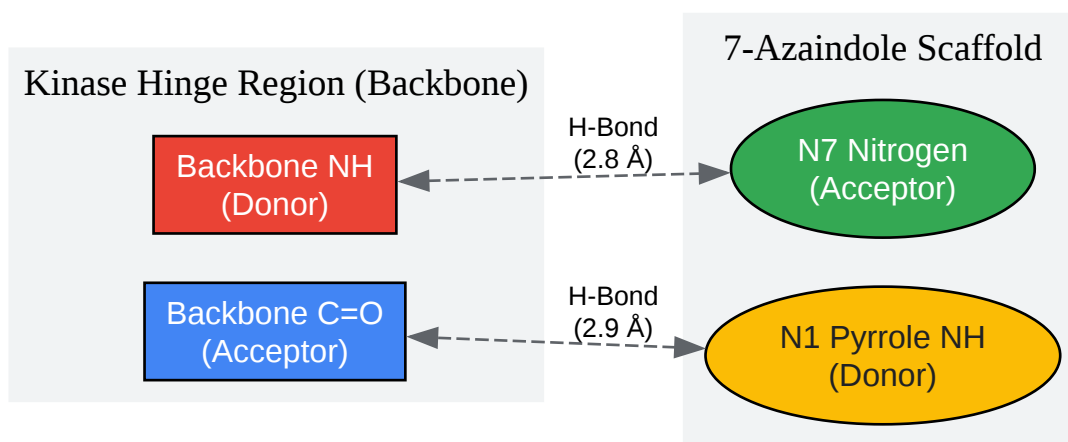 Kinase Hinge Region (Backbone)
Backbone NH
(Donor)
Backbone C=O
(Acceptor)
H-Bond
(2.8 Å)
H-Bond
(2.9 Å)
7-Azaindole Scaffold
N7 Nitrogen
(Acceptor)
N1 Pyrrole NH
(Donor)